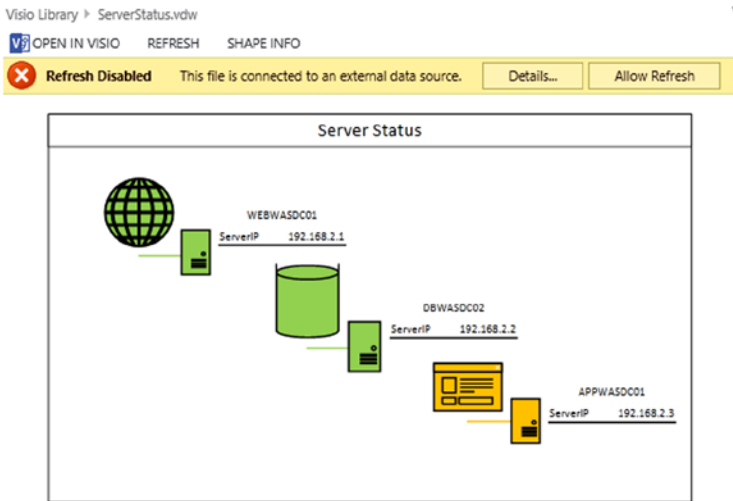 Visio Library ▸ ServerStatus.vdw
OPEN IN VISIO REFRESH SHAPE INFO
Refresh Disabled This file is connected to an external data source. Details... Allow Refresh
Server Status
WEBWASDC01
ServerIP 192.168.2.1
DBWASDC02
ServerIP 192.168.2.2
APPWASDC01
ServerIP 192.168.2.3